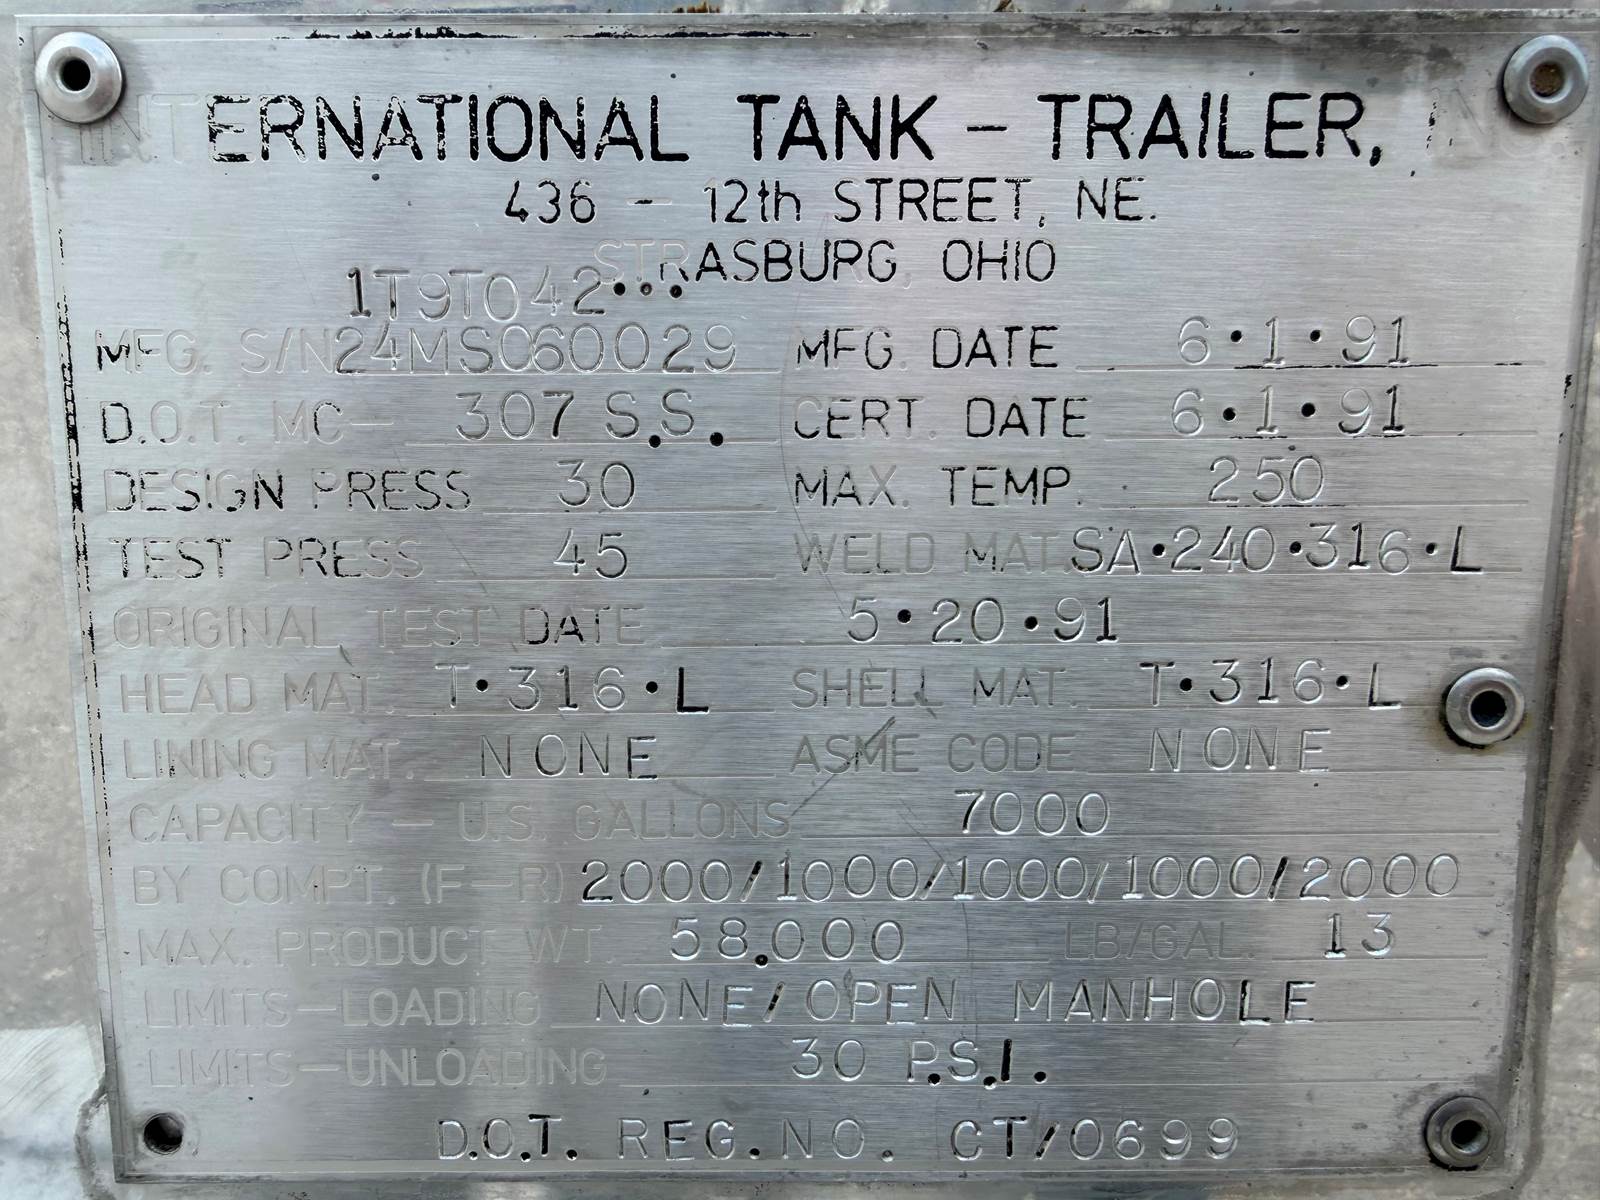 INTERNATIONAL TANK – TRAILER, INC.
436 – 12th STREET, NE.
STRASBURG, OHIO
1T9T042•••
MFG. S/N 24MSC60029 MFG. DATE 6•1•91
D.O.T. MC– 307 S.S. CERT. DATE 6•1•91
DESIGN PRESS 30 MAX. TEMP. 250
TEST PRESS 45 WELD MAT. SA•240•316•L
ORIGINAL TEST DATE 5•20•91
HEAD MAT. T•316•L SHELL MAT. T•316•L
LINING MAT. NONE ASME CODE NONE
CAPACITY – U.S. GALLONS 7000
BY COMPT. (F–R) 2000/1000/1000/1000/2000
MAX. PRODUCT WT. 58.000 LB/GAL. 13
LIMITS–LOADING NONE/OPEN MANHOLE
LIMITS–UNLOADING 30 P.S.I.
D.O.T. REG.NO. CT/0699